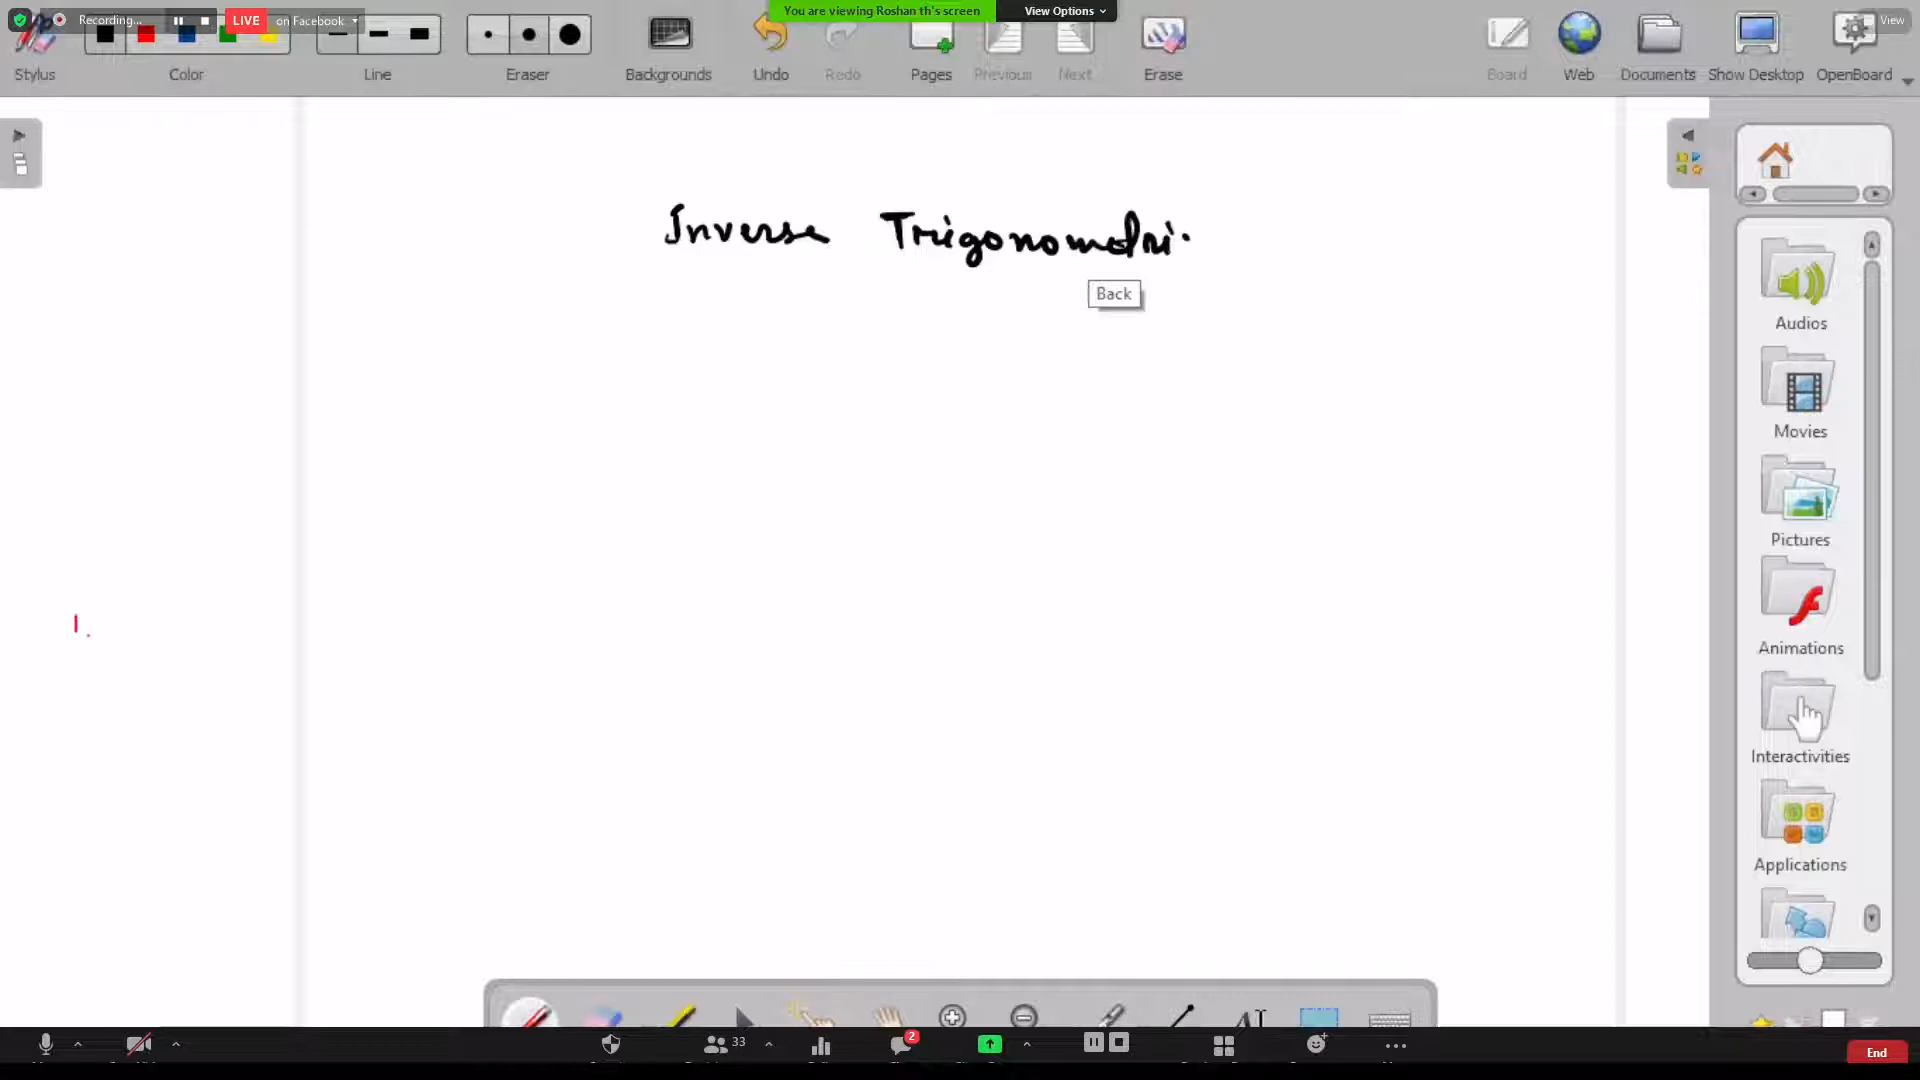 Recording...
LIVE on Facebook
You are viewing Roshan th's screen
View Options
View
Stylus
Color
Line
Eraser
Backgrounds
Undo
Redo
Pages
Previous
Next
Erase
Board
Web
Documents
Show Desktop
OpenBoard
Inverse Trigonometri.
Back
Audios
Movies
Pictures
Animations
1.
Interactivities
Applications
33
2
End